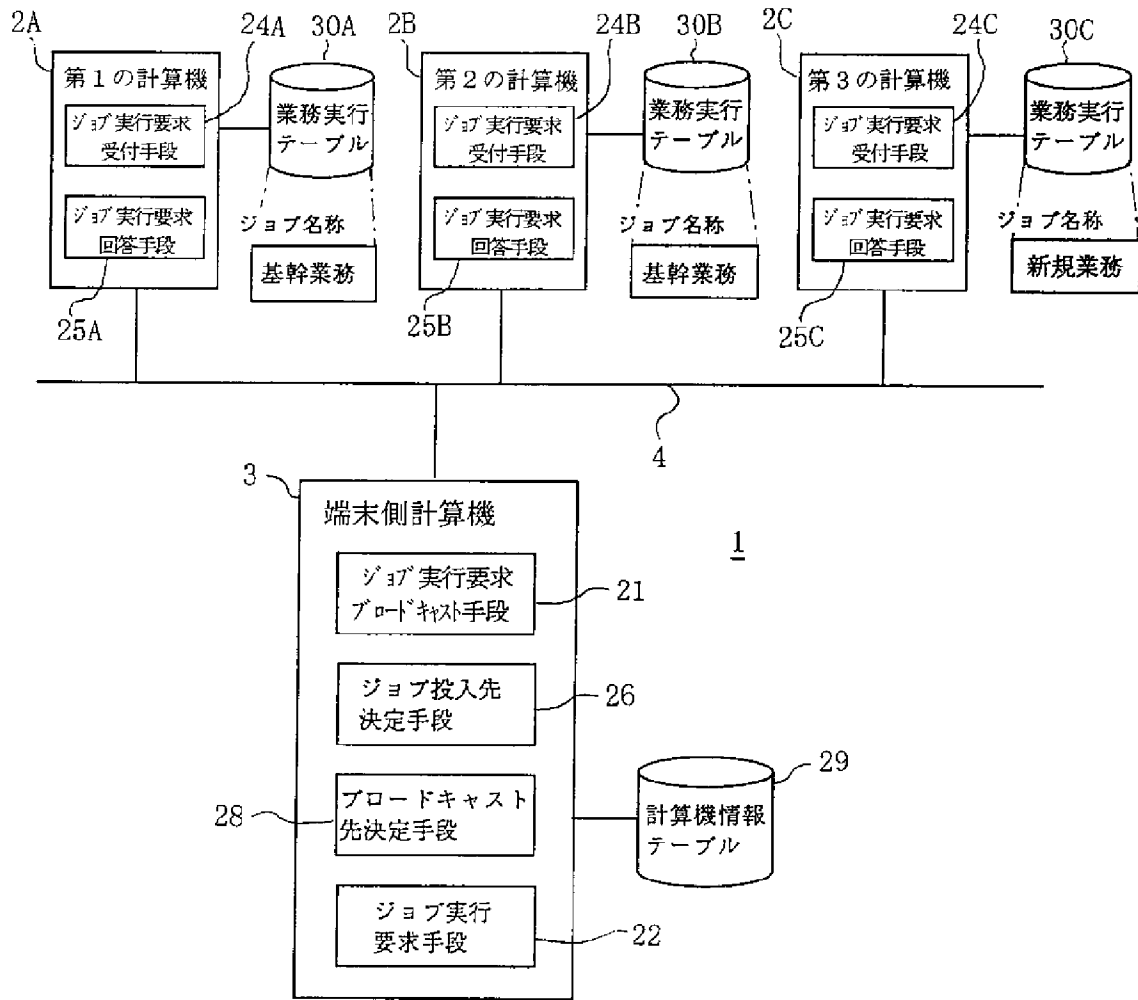 2A
24A
30A
2B
24B
30B
2C
24C
30C
第1の計算機
ジョブ実行要求
受付手段
ジョブ実行要求
回答手段
25A
業務実行
テーブル
ジョブ名称
基幹業務
第2の計算機
ジョブ実行要求
受付手段
ジョブ実行要求
回答手段
25B
業務実行
テーブル
ジョブ名称
基幹業務
第3の計算機
ジョブ実行要求
受付手段
ジョブ実行要求
回答手段
25C
業務実行
テーブル
ジョブ名称
新規業務
4
3
端末側計算機
1
ジョブ実行要求
ブロードキャスト手段
21
ジョブ投入先
決定手段
26
ブロードキャスト
先決定手段
28
計算機情報
テーブル
29
ジョブ実行
要求手段
22